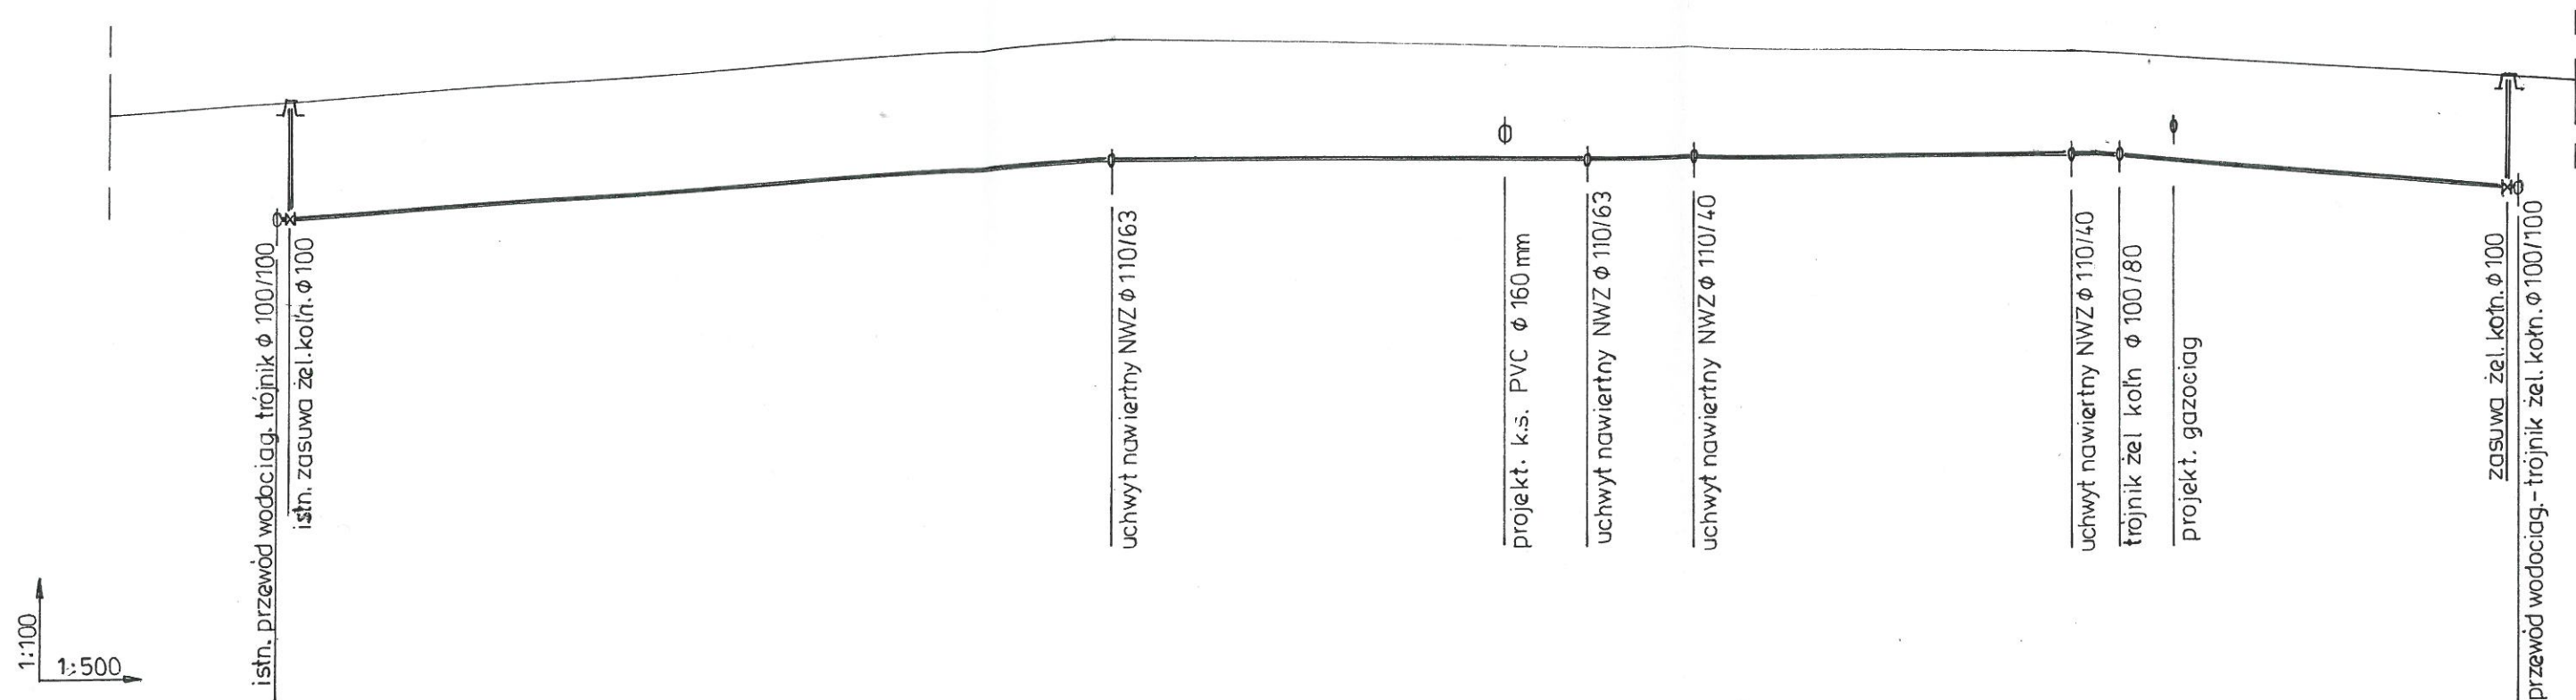 istn. przewód wodociąg. trójnik Φ 100/100
istn. zasuwa żel. kołn. Φ 100
uchwyt nawiertny NWZ Φ 110/63
projekt. k.s. PVC Φ 160 mm
uchwyt nawiertny NWZ Φ 110/63
uchwyt nawiertny NWZ Φ 110/40
uchwyt nawiertny NWZ Φ 110/40
trójnik żel kołn Φ 100/80
projekt. gazociąg
zasuwa żel. kołn. Φ 100
przewód wodociąg.-trójnik żel. kołn. Φ 100/100
1:100
1:500